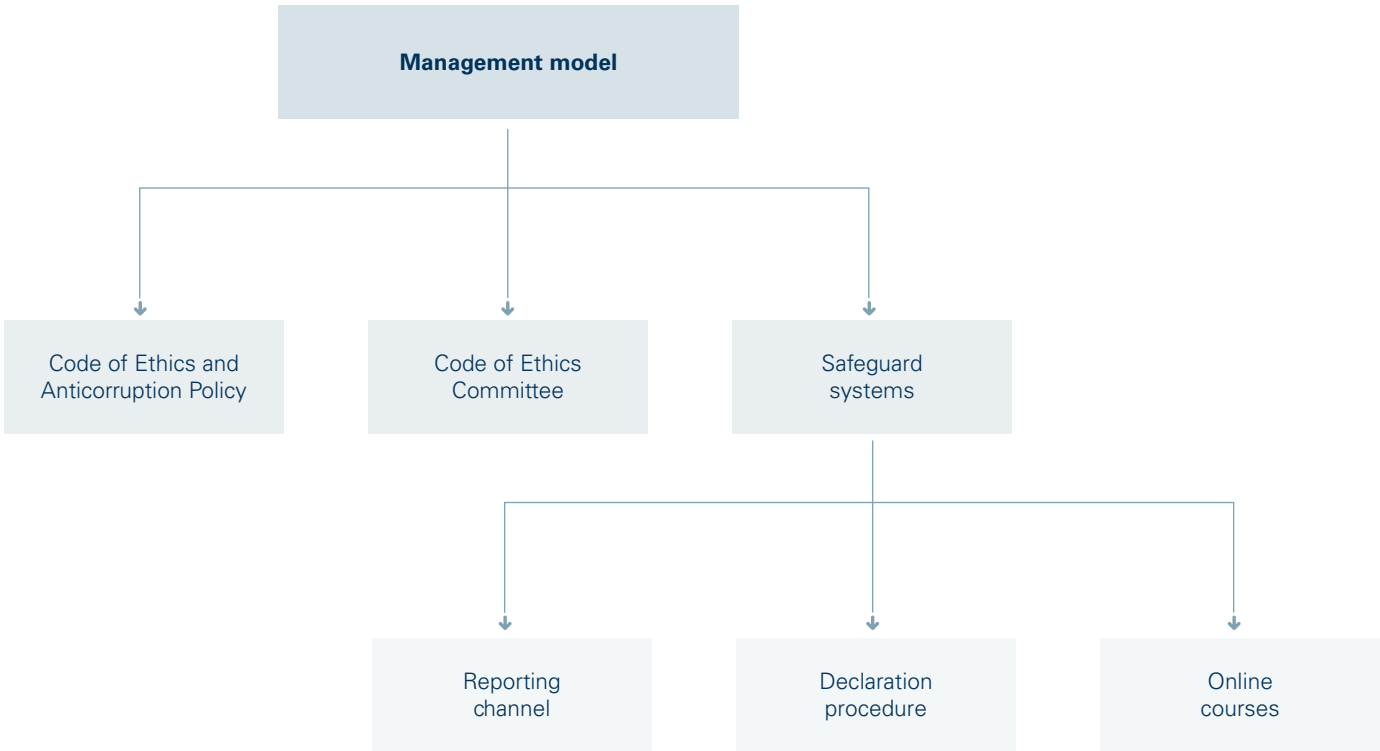 Management model
Code of Ethics and
Anticorruption Policy
Code of Ethics
Committee
Safeguard
systems
Reporting
channel
Declaration
procedure
Online
courses